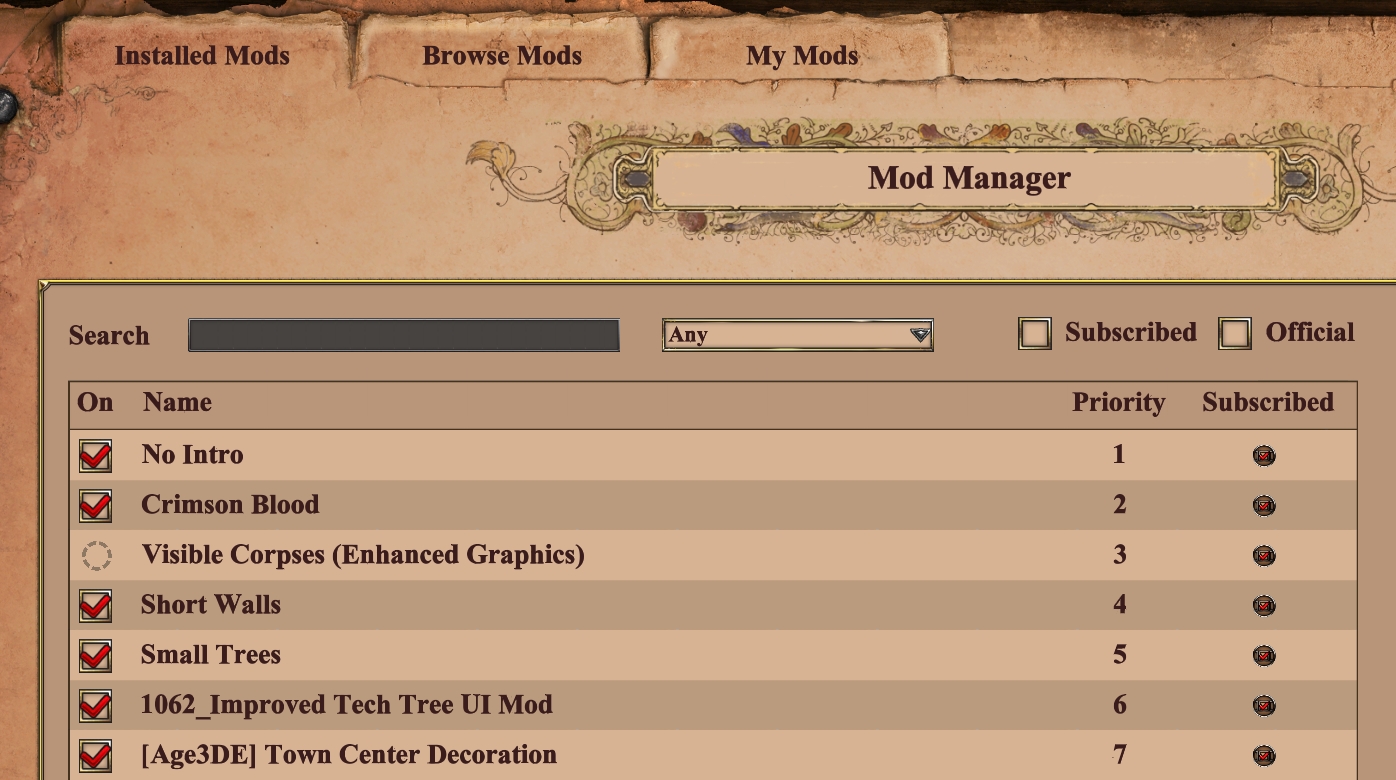 Installed Mods Browse Mods My Mods
Mod Manager
Search Any Subscribed Official
On Name Priority Subscribed
No Intro 1
Crimson Blood 2
Visible Corpses (Enhanced Graphics) 3
Short Walls 4
Small Trees 5
1062_Improved Tech Tree UI Mod 6
[Age3DE] Town Center Decoration 7